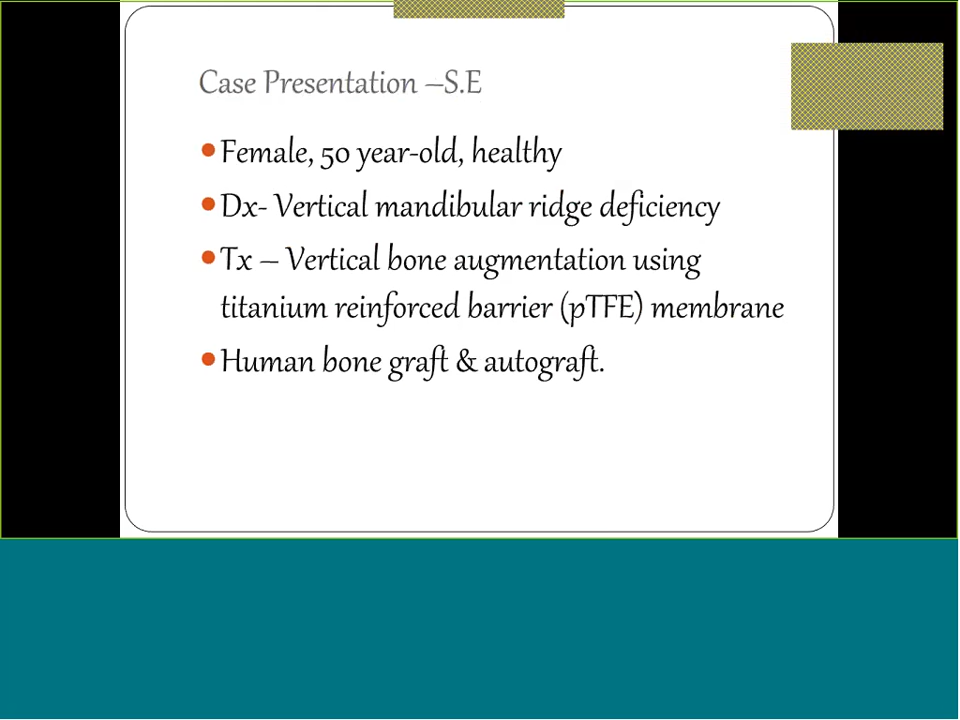 Case Presentation –S.E
•Female, 50 year-old, healthy
•Dx- Vertical mandibular ridge deficiency
•Tx – Vertical bone augmentation using
titanium reinforced barrier (pTFE) membrane
•Human bone graft & autograft.